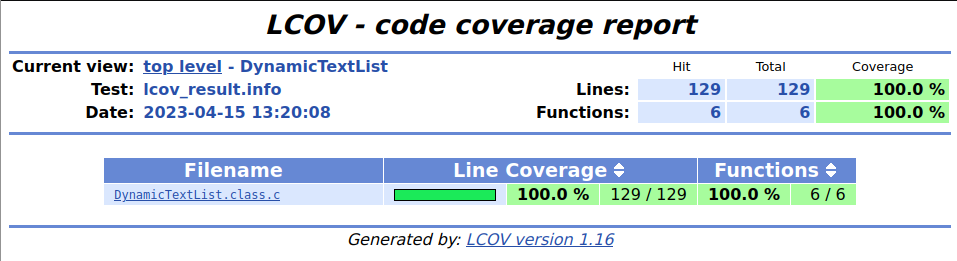 LCOV - code coverage report
Current view: top level - DynamicTextList Hit Total Coverage
Test: lcov_result.info Lines: 129 129 100.0 %
Date: 2023-04-15 13:20:08 Functions: 6 6 100.0 %
Filename Line Coverage Functions
DynamicTextList.class.c 100.0 % 129 / 129 100.0 % 6 / 6
Generated by: LCOV version 1.16